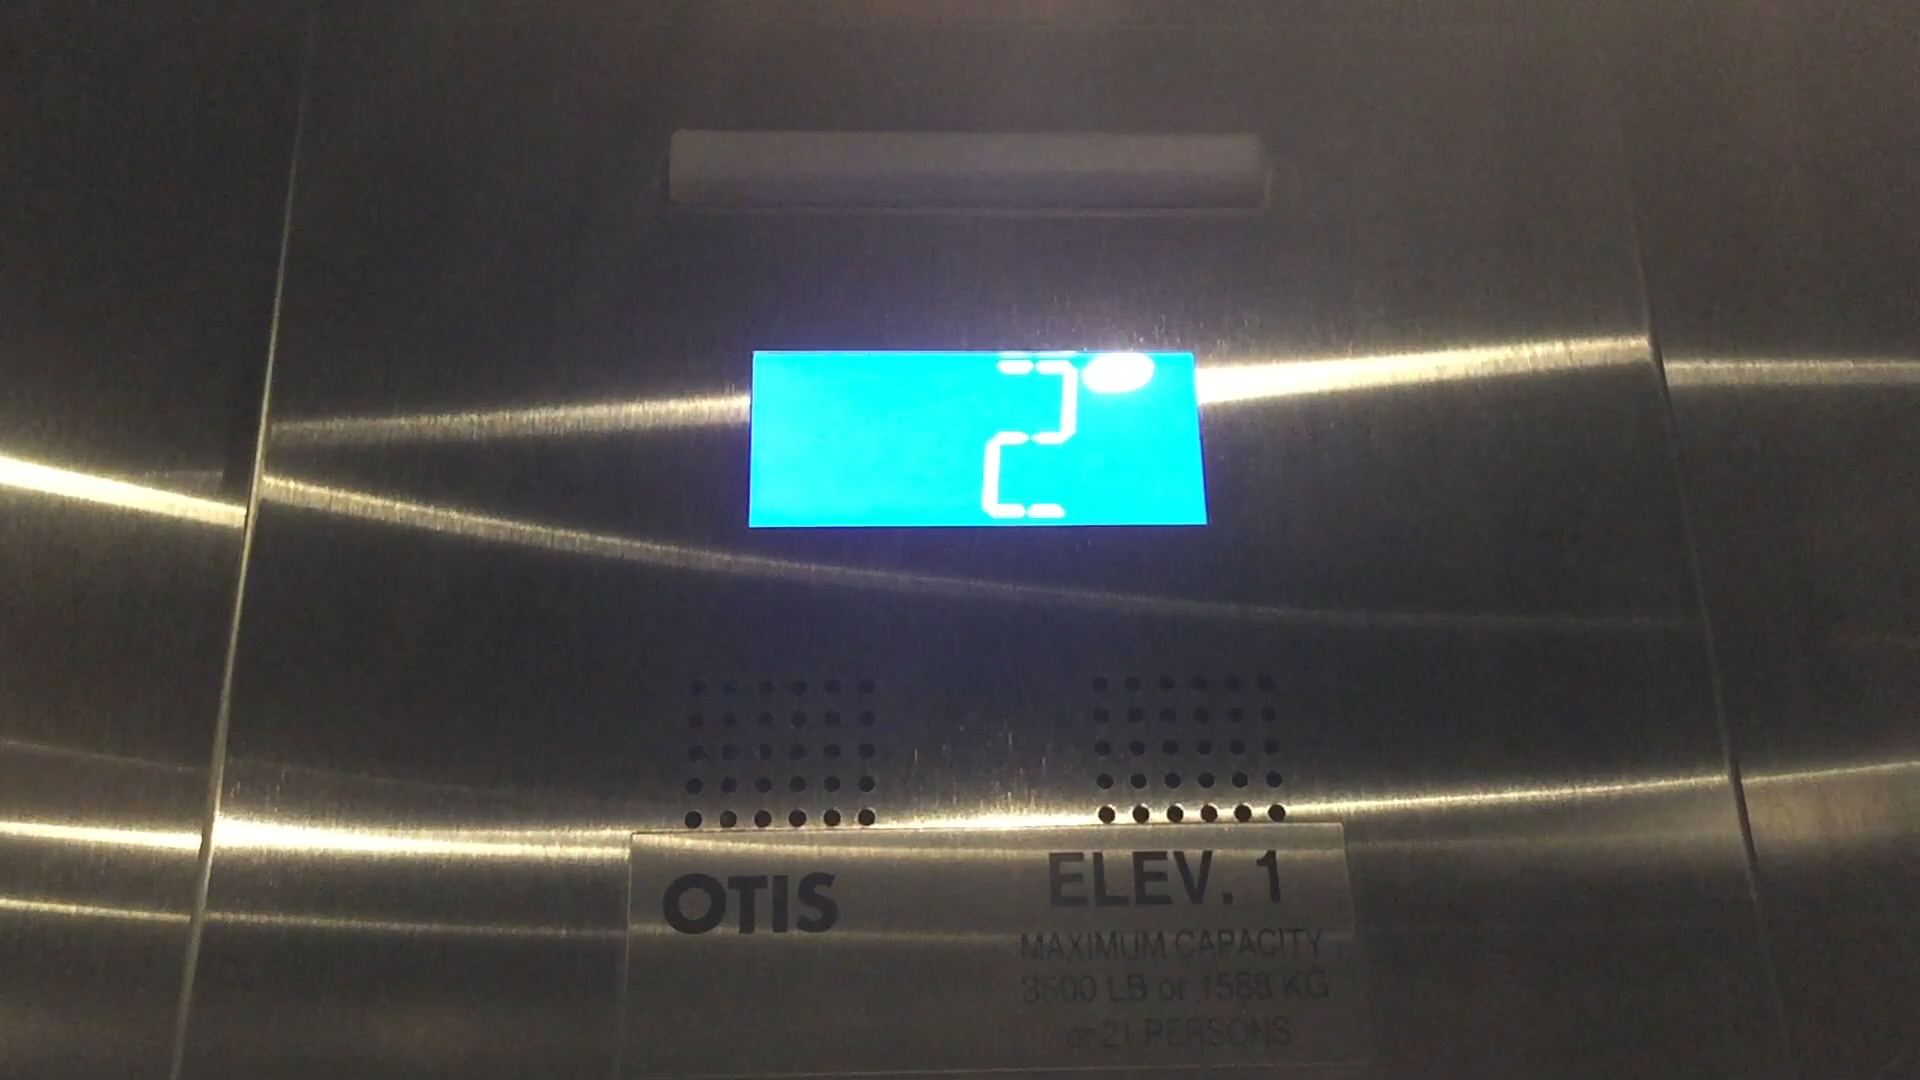 2
OTIS
ELEV. 1
MAXIMUM CAPACITY
3500 LB or 1588 KG
or 21 PERSONS